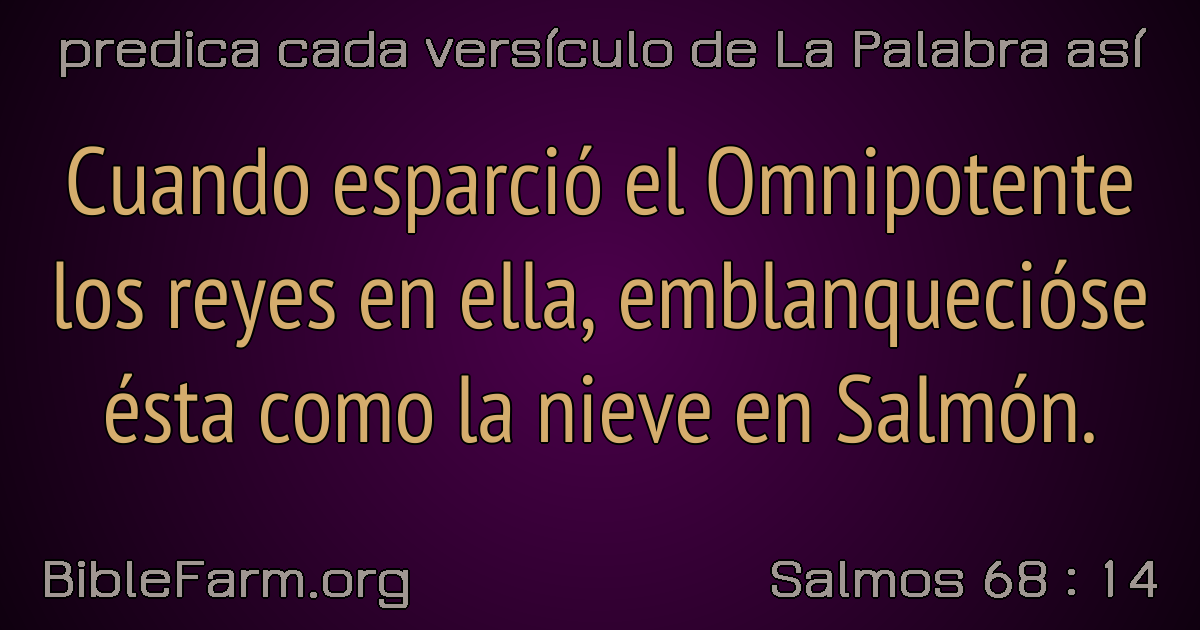 predica cada versículo de La Palabra así
Cuando esparció el Omnipotente
los reyes en ella, emblanquecióse
ésta como la nieve en Salmón.
BibleFarm.org
Salmos 68 : 14